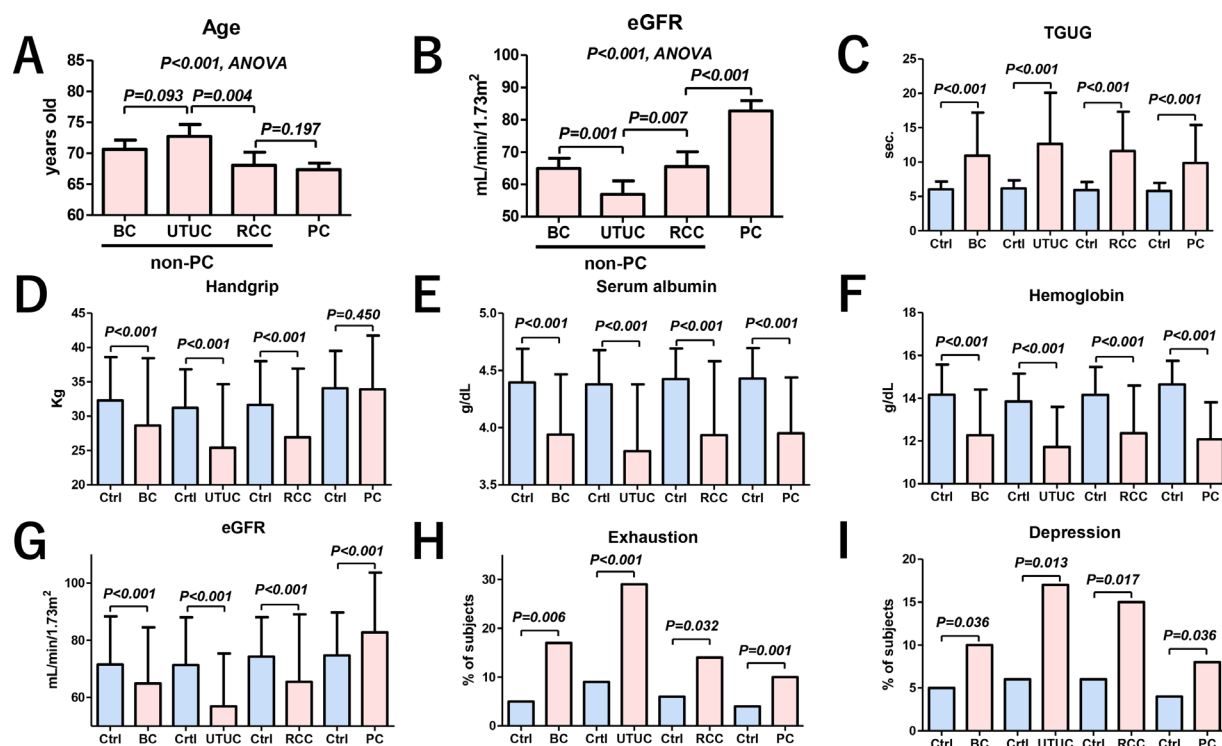 A
Age
P<0.001, ANOVA
P=0.093
P=0.004
P=0.197
years old
85
80
75
70
65
60
BC
UTUC
RCC
PC
non-PC
B
eGFR
P<0.001, ANOVA
P<0.001
P=0.001
P=0.007
mL/min/1.73m²
100
90
80
70
60
50
BC
UTUC
RCC
PC
non-PC
C
TGUG
P<0.001
P<0.001
P<0.001
P<0.001
sec.
25
20
15
10
5
0
Ctrl
BC
Crtl
UTUC
Ctrl
RCC
Ctrl
PC
D
Handgrip
P<0.001
P<0.001
P<0.001
P=0.450
Kg
45
40
35
30
25
20
Ctrl
BC
Crtl
UTUC
Ctrl
RCC
Ctrl
PC
E
Serum albumin
P<0.001
P<0.001
P<0.001
P<0.001
g/dL
5.0
4.5
4.0
3.5
Ctrl
BC
Crtl
UTUC
Ctrl
RCC
Ctrl
PC
F
Hemoglobin
P<0.001
P<0.001
P<0.001
P<0.001
g/dL
18
16
14
12
10
Ctrl
BC
Crtl
UTUC
Ctrl
RCC
Ctrl
PC
G
eGFR
P<0.001
P<0.001
P<0.001
P<0.001
mL/min/1.73m²
100
80
60
Ctrl
BC
Crtl
UTUC
Ctrl
RCC
Ctrl
PC
H
Exhaustion
P=0.006
P<0.001
P=0.032
P=0.001
% of subjects
30
20
10
0
Ctrl
BC
Crtl
UTUC
Ctrl
RCC
Ctrl
PC
I
Depression
P=0.036
P=0.013
P=0.017
P=0.036
% of subjects
20
15
10
5
0
Ctrl
BC
Crtl
UTUC
Ctrl
RCC
Ctrl
PC